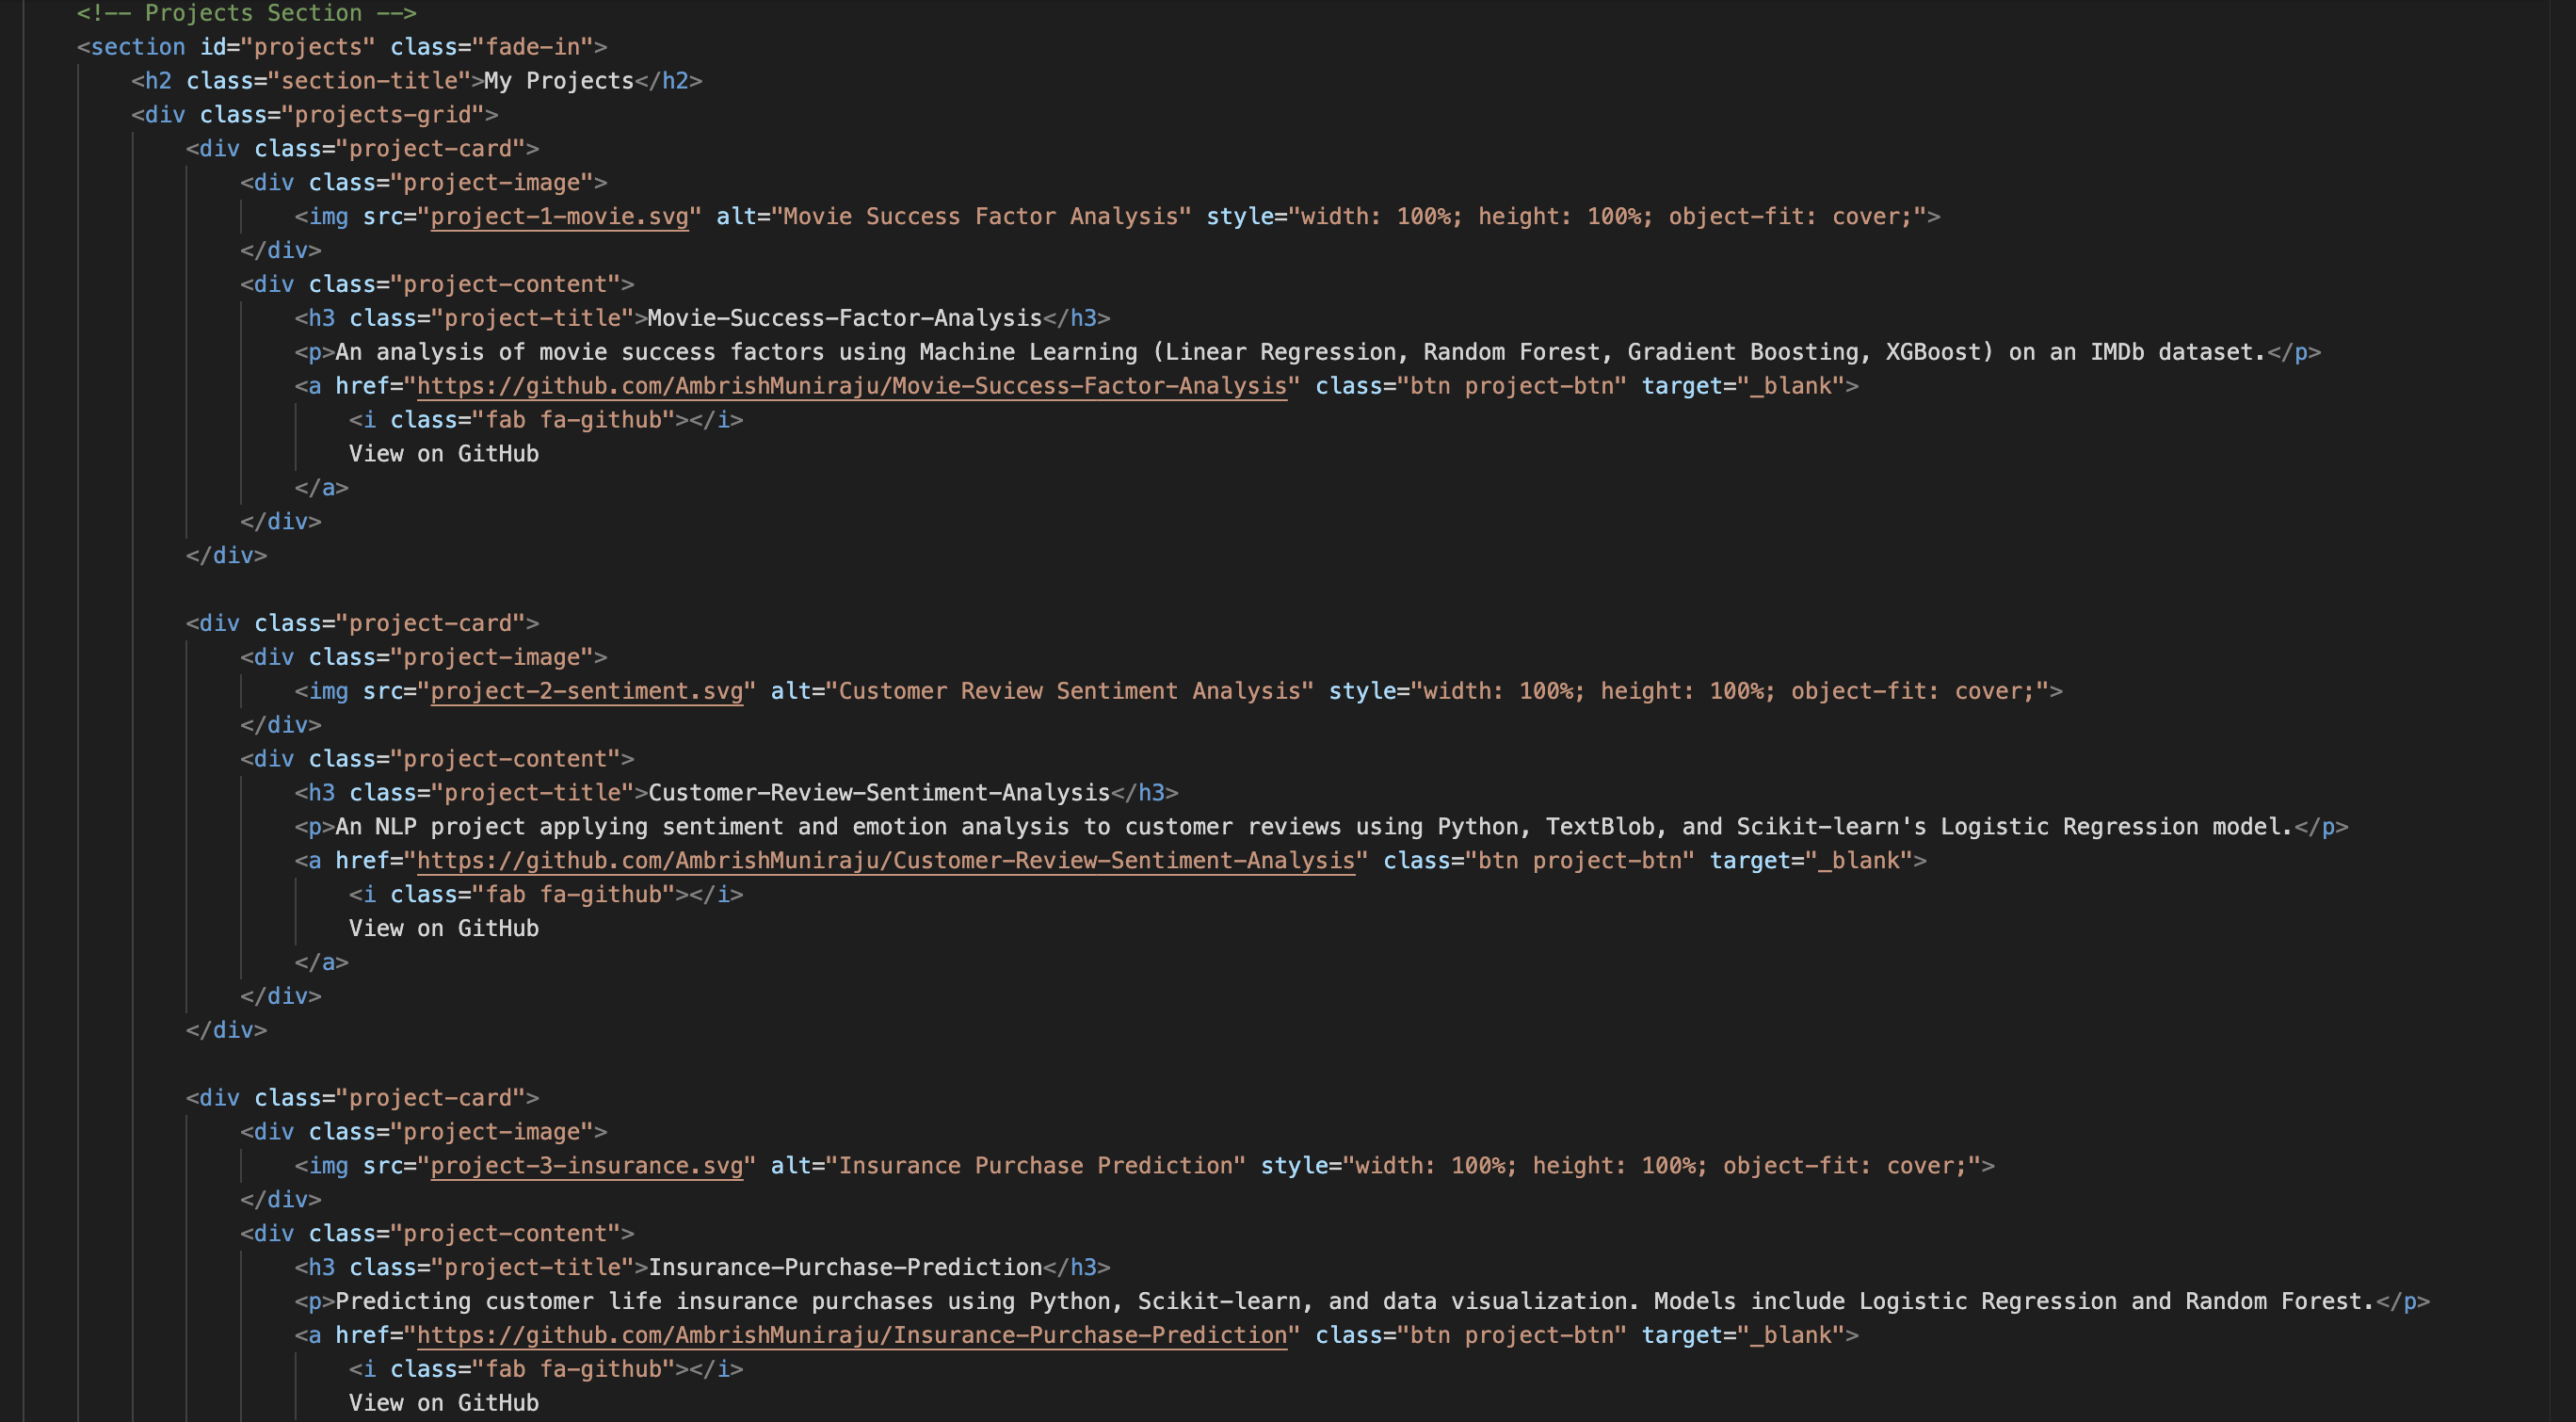 <!-- Projects Section -->
<section id="projects" class="fade-in">
<h2 class="section-title">My Projects</h2>
<div class="projects-grid">
<div class="project-card">
<div class="project-image">
<img src="project-1-movie.svg" alt="Movie Success Factor Analysis" style="width: 100%; height: 100%; object-fit: cover;">
</div>
<div class="project-content">
<h3 class="project-title">Movie-Success-Factor-Analysis</h3>
<p>An analysis of movie success factors using Machine Learning (Linear Regression, Random Forest, Gradient Boosting, XGBoost) on an IMDb dataset.</p>
<a href="https://github.com/AmbrishMuniraju/Movie-Success-Factor-Analysis" class="btn project-btn" target="_blank">
<i class="fab fa-github"></i>
View on GitHub
</a>
</div>
</div>
<div class="project-card">
<div class="project-image">
<img src="project-2-sentiment.svg" alt="Customer Review Sentiment Analysis" style="width: 100%; height: 100%; object-fit: cover;">
</div>
<div class="project-content">
<h3 class="project-title">Customer-Review-Sentiment-Analysis</h3>
<p>An NLP project applying sentiment and emotion analysis to customer reviews using Python, TextBlob, and Scikit-learn's Logistic Regression model.</p>
<a href="https://github.com/AmbrishMuniraju/Customer-Review-Sentiment-Analysis" class="btn project-btn" target="_blank">
<i class="fab fa-github"></i>
View on GitHub
</a>
</div>
</div>
<div class="project-card">
<div class="project-image">
<img src="project-3-insurance.svg" alt="Insurance Purchase Prediction" style="width: 100%; height: 100%; object-fit: cover;">
</div>
<div class="project-content">
<h3 class="project-title">Insurance-Purchase-Prediction</h3>
<p>Predicting customer life insurance purchases using Python, Scikit-learn, and data visualization. Models include Logistic Regression and Random Forest.</p>
<a href="https://github.com/AmbrishMuniraju/Insurance-Purchase-Prediction" class="btn project-btn" target="_blank">
<i class="fab fa-github"></i>
View on GitHub